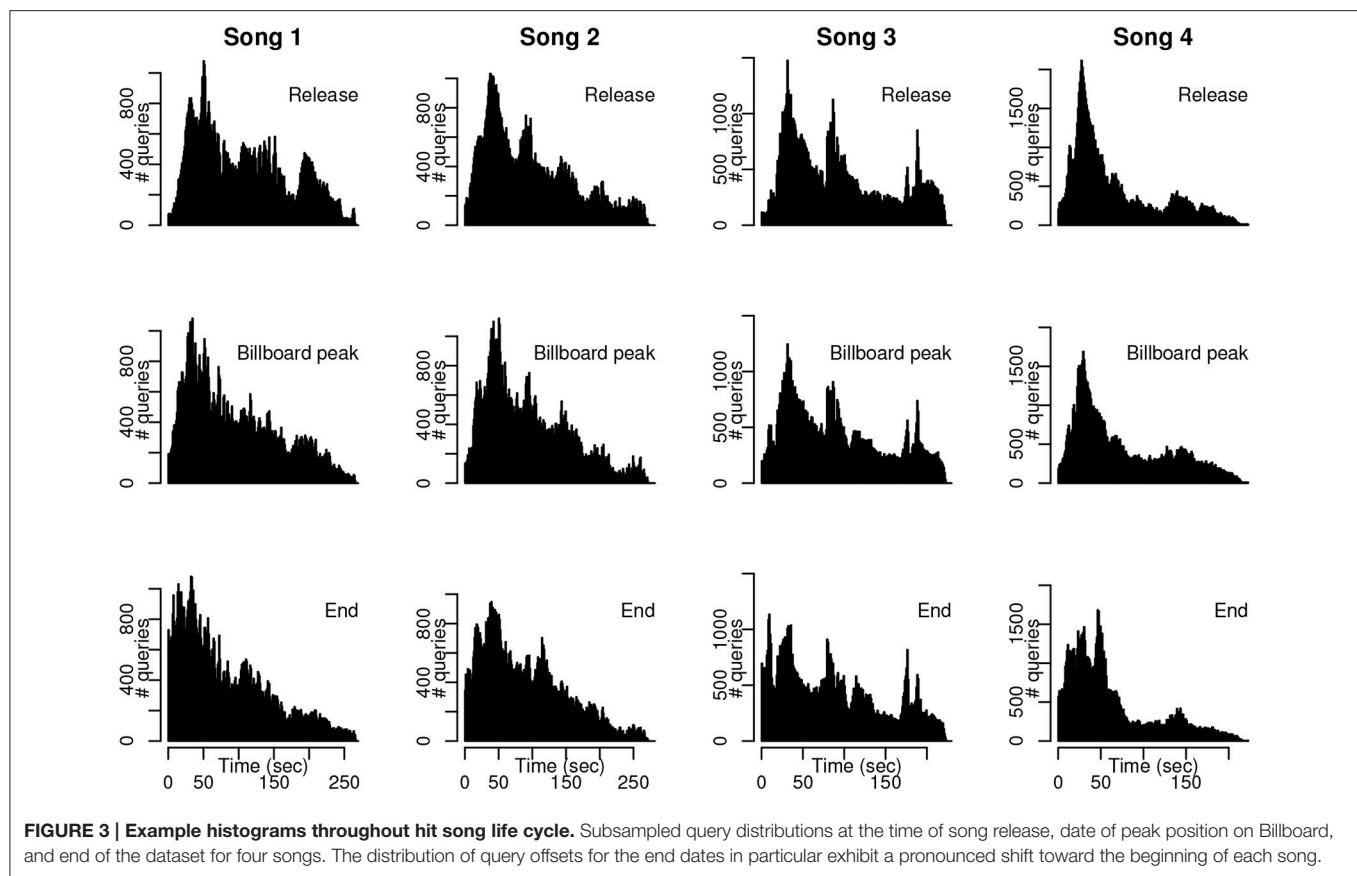 Song 1
Song 2
Song 3
Song 4
Release
# queries
0 400 800
Release
# queries
0 400 800
Release
# queries
0 500 1000
Release
# queries
0 500 1500
Billboard peak
# queries
0 400 800
Billboard peak
# queries
0 400 800
Billboard peak
# queries
0 500 1000
Billboard peak
# queries
0 500 1500
End
# queries
0 400 800
End
# queries
0 400 800
End
# queries
0 500 1000
End
# queries
0 500 1500
Time (sec)
0 50 150 250
Time (sec)
0 50 150 250
Time (sec)
0 50 150
Time (sec)
0 50 150
FIGURE 3 | Example histograms throughout hit song life cycle. Subsampled query distributions at the time of song release, date of peak position on Billboard,
and end of the dataset for four songs. The distribution of query offsets for the end dates in particular exhibit a pronounced shift toward the beginning of each song.